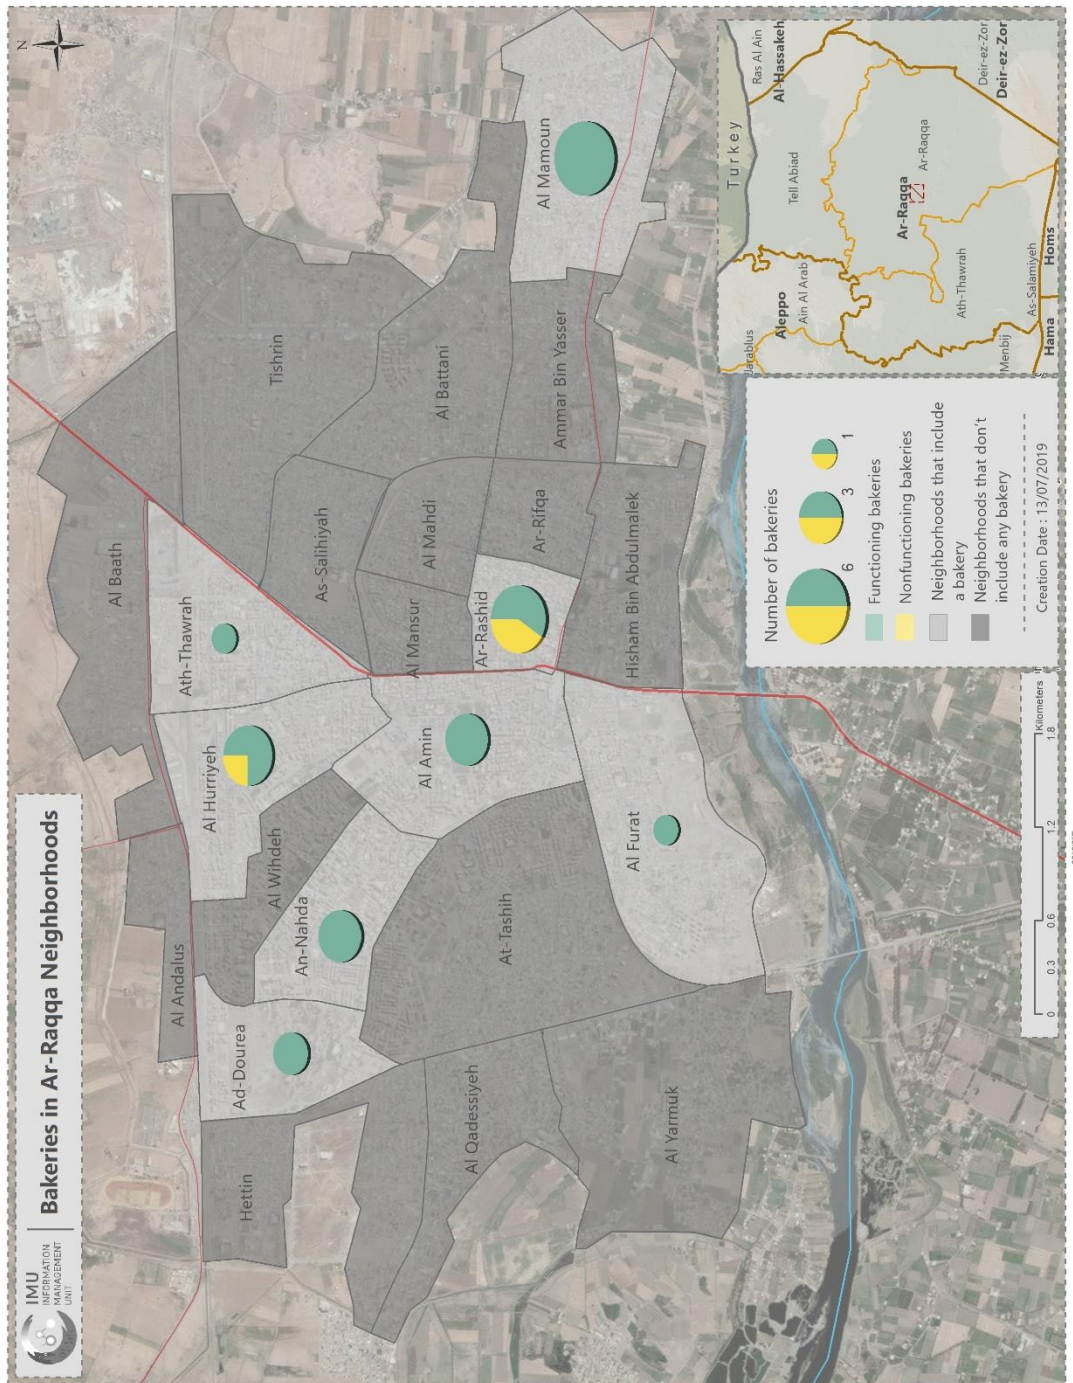 IMU
INFORMATION
MANAGEMENT
UNIT
Bakeries in Ar-Raqqa Neighborhoods
N
Al Andalus
Al Baath
Hettin
Ad-Dourea
Al Wihdeh
Al Hurriyeh
Ath-Thawrah
Tishrin
An-Nahda
As-Salihiyah
Al Amin
Al Mansur
Al Mahdi
Al Battani
Al Qadessiyeh
At-Tashih
Ar-Rashid
Ar-Rifqa
Ammar Bin Yasser
Al Mamoun
Al Yarmuk
Al Furat
Hisham Bin Abdulmalek
Number of bakeries
6
3
1
Functioning bakeries
Nonfunctioning bakeries
Neighborhoods that include
a bakery
Neighborhoods that don't
include any bakery
Creation Date : 13/07/2019
Turkey
Jarablus
Ain Al Arab
Tell Abiad
Ras Al Ain
Aleppo
Al-Hassakeh
Ar-Raqqa
Ar-Raqqa
Menbij
Ath-Thawrah
As-Salamiyeh
Deir-ez-Zor
Deir-ez-Zor
Hama
Homs
0
0.3
0.6
1.2
1.8
Kilometers